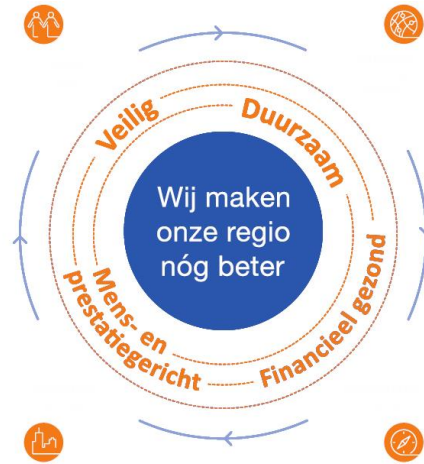 Veilig
Duurzaam
Wij maken
onze regio
nóg beter
Mens- en
prestatiegericht
Financieel gezond